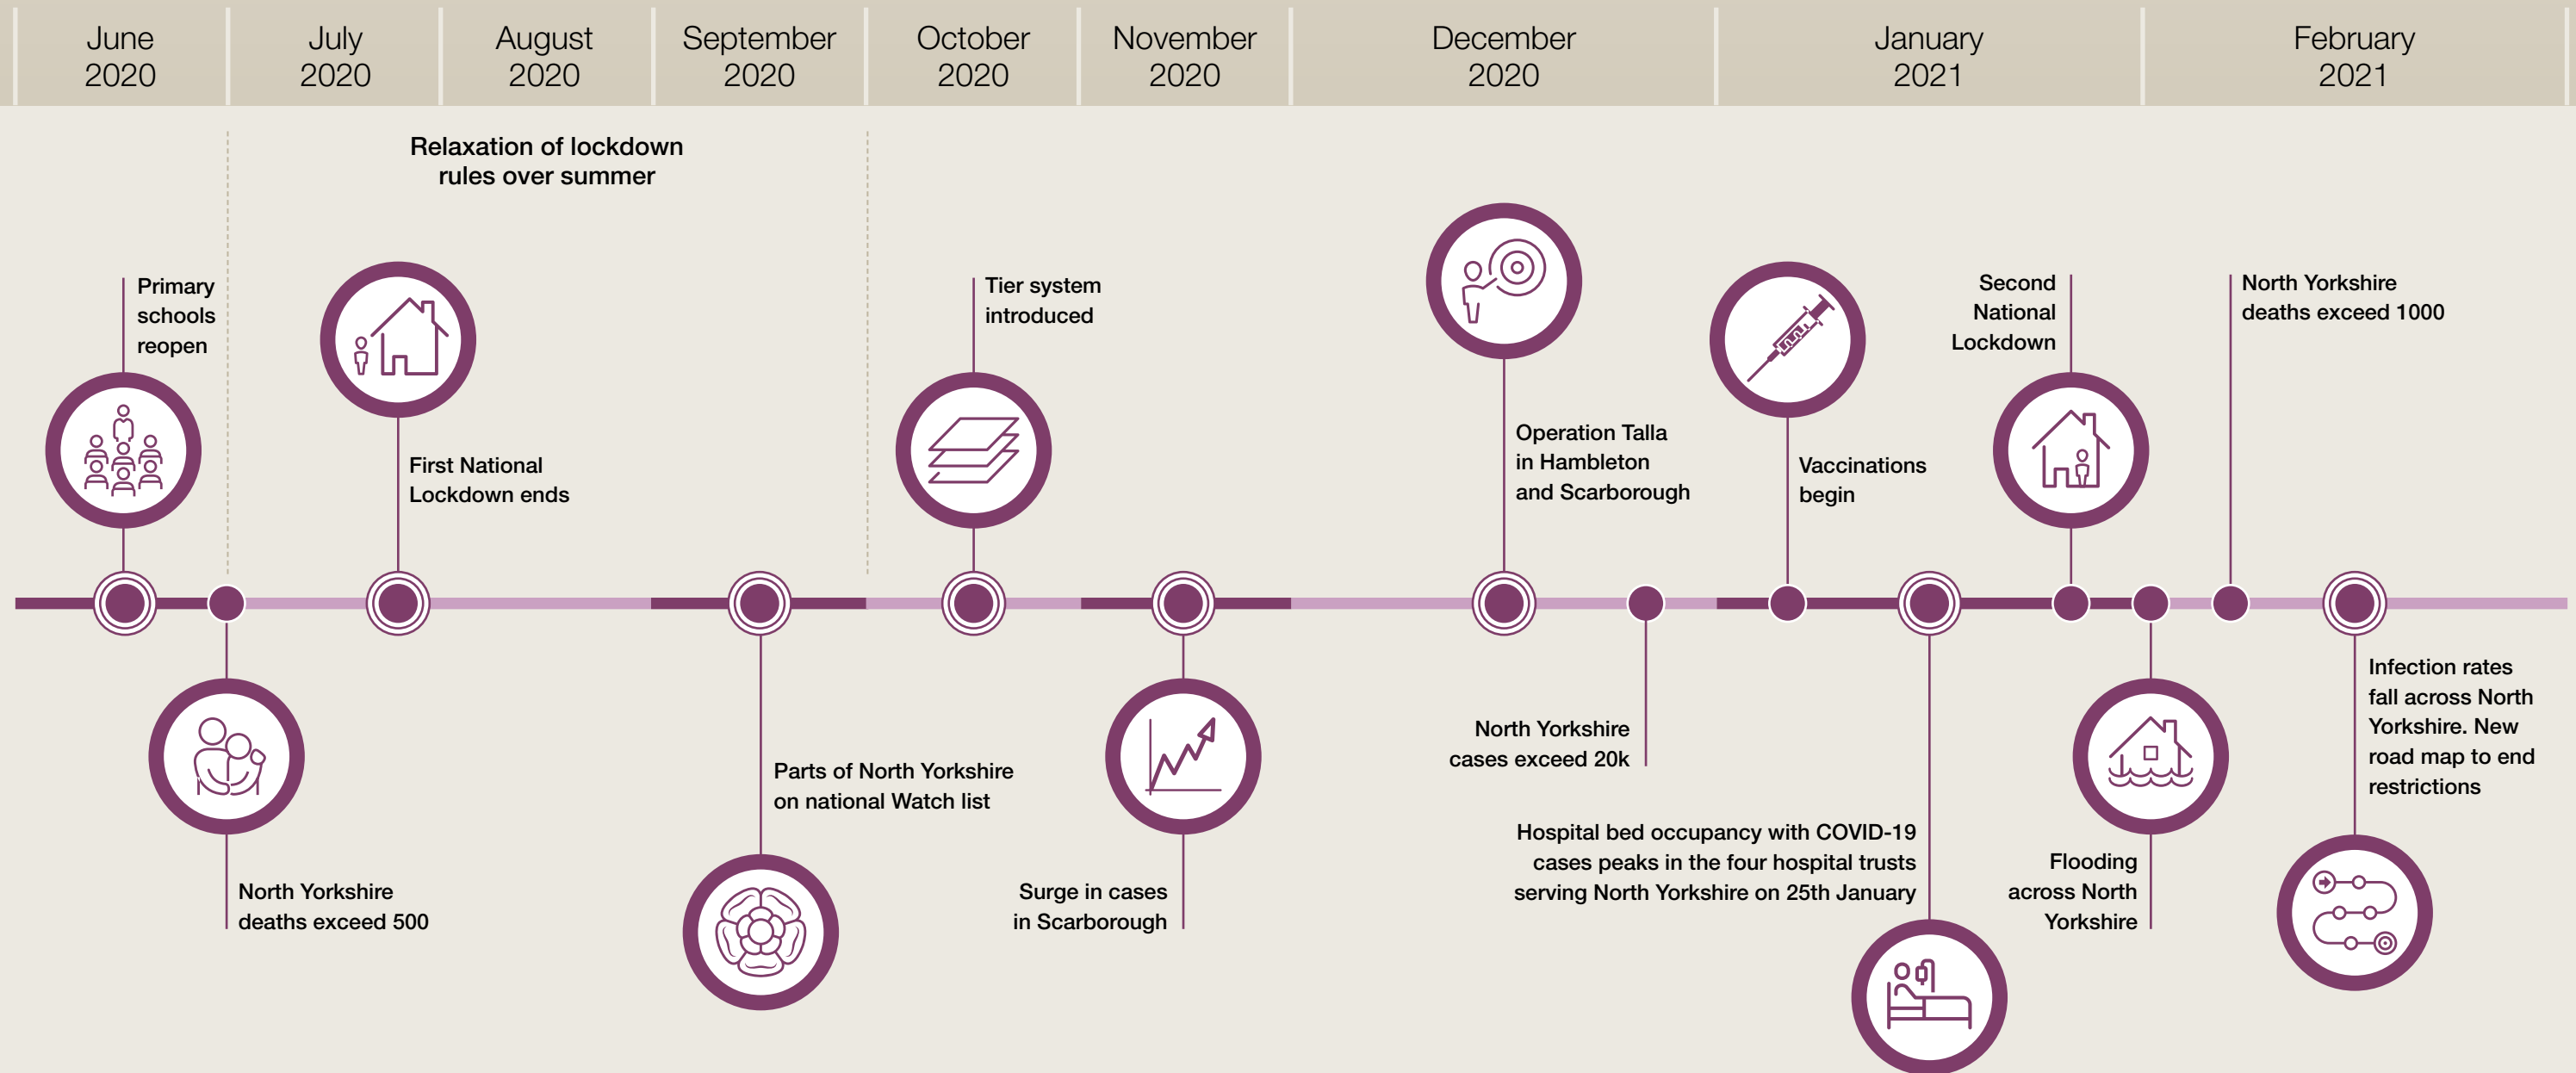 June
2020
July
2020
August
2020
September
2020
October
2020
November
2020
December
2020
January
2021
February
2021
Relaxation of lockdown
rules over summer
Primary
schools
reopen
North Yorkshire
deaths exceed 500
First National
Lockdown ends
Parts of North Yorkshire
on national Watch list
Tier system
introduced
Surge in cases
in Scarborough
Operation Talla
in Hambleton
and Scarborough
North Yorkshire
cases exceed 20k
Vaccinations
begin
Hospital bed occupancy with COVID-19
cases peaks in the four hospital trusts
serving North Yorkshire on 25th January
Second
National
Lockdown
Flooding
across North
Yorkshire
North Yorkshire
deaths exceed 1000
Infection rates
fall across North
Yorkshire. New
road map to end
restrictions